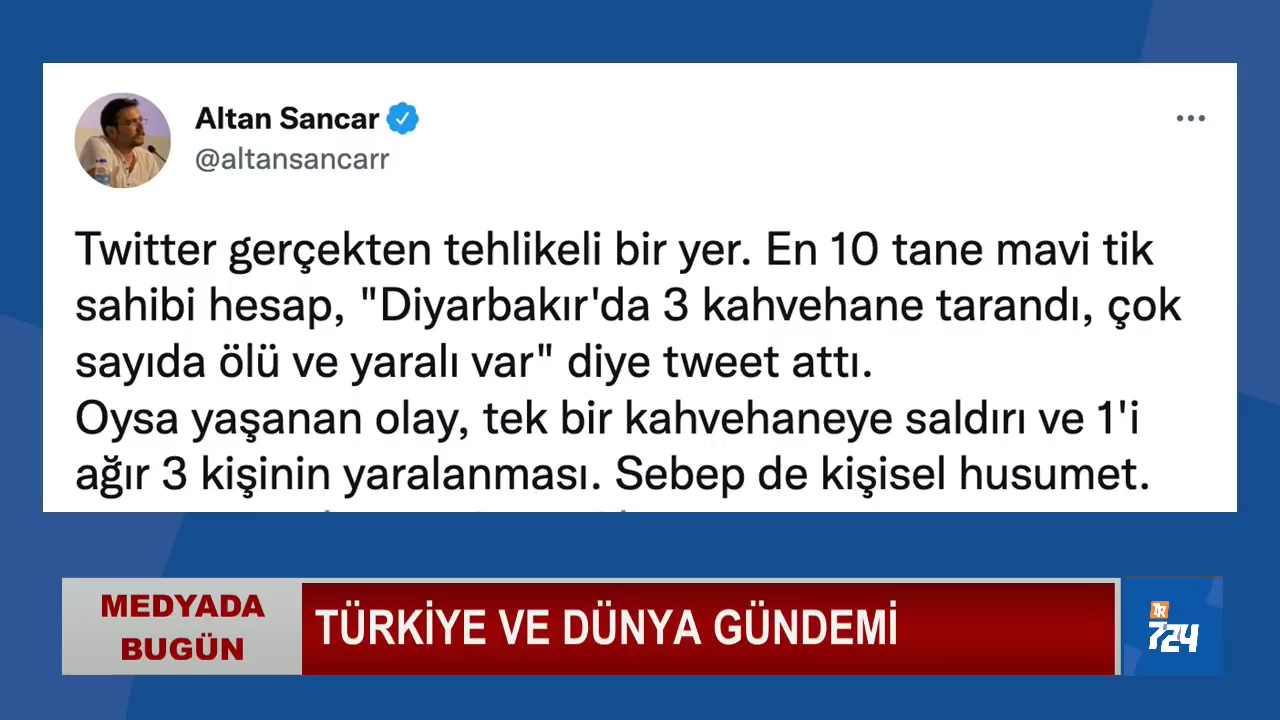 Altan Sancar
@altansancarr
Twitter gerçekten tehlikeli bir yer. En 10 tane mavi tik
sahibi hesap, "Diyarbakır'da 3 kahvehane tarandı, çok
sayıda ölü ve yaralı var" diye tweet attı.
Oysa yaşanan olay, tek bir kahvehaneye saldırı ve 1'i
ağır 3 kişinin yaralanması. Sebep de kişisel husumet.
MEDYADA
BUGÜN
TÜRKİYE VE DÜNYA GÜNDEMİ
TR
724